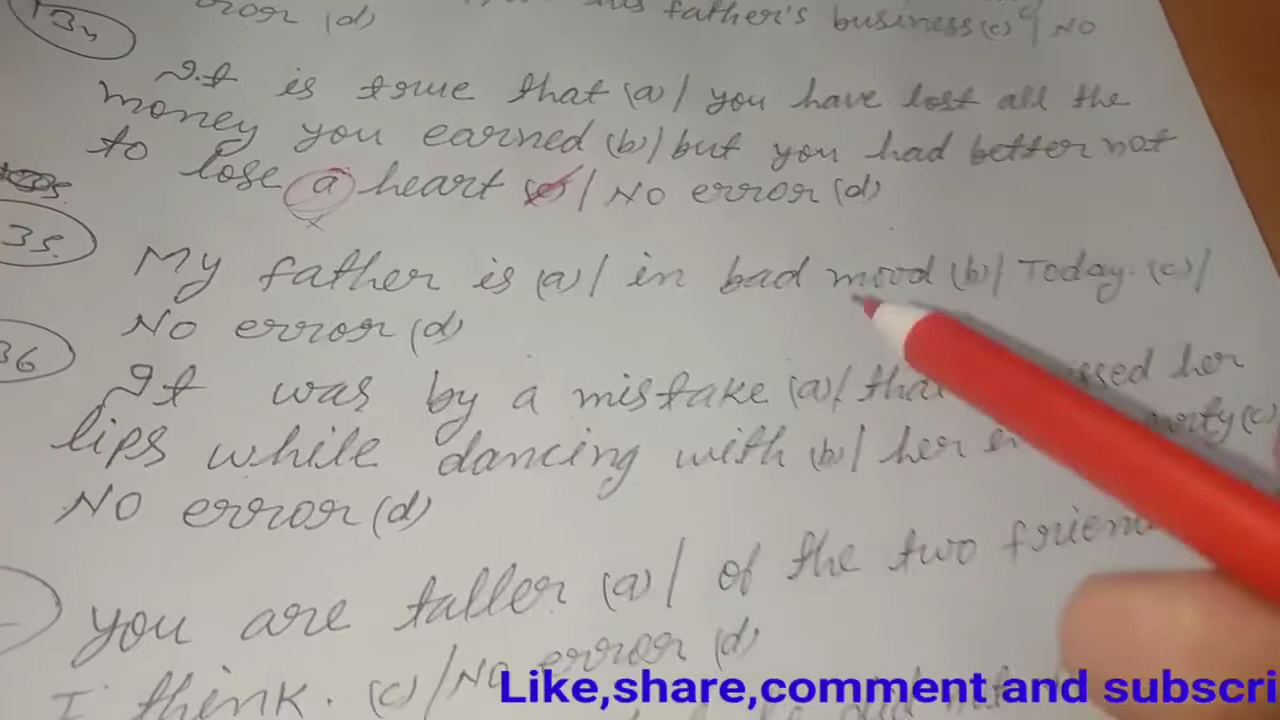 error (d) father's business (c) of | NO
34
It is true that (a) | you have lost all the
money you earned (b) | but you had better not
to lose a heart (c) | No error (d)
35.
My father is (a) | in bad mood (b) | Today. (c) |
No error (d)
36
It was by a mistake (a) | that her
lips while dancing with (b) | her (c)
NO error (d)
You are taller (a) | of the two
I think. (c) | No error (d)
Like,share,comment and subscri